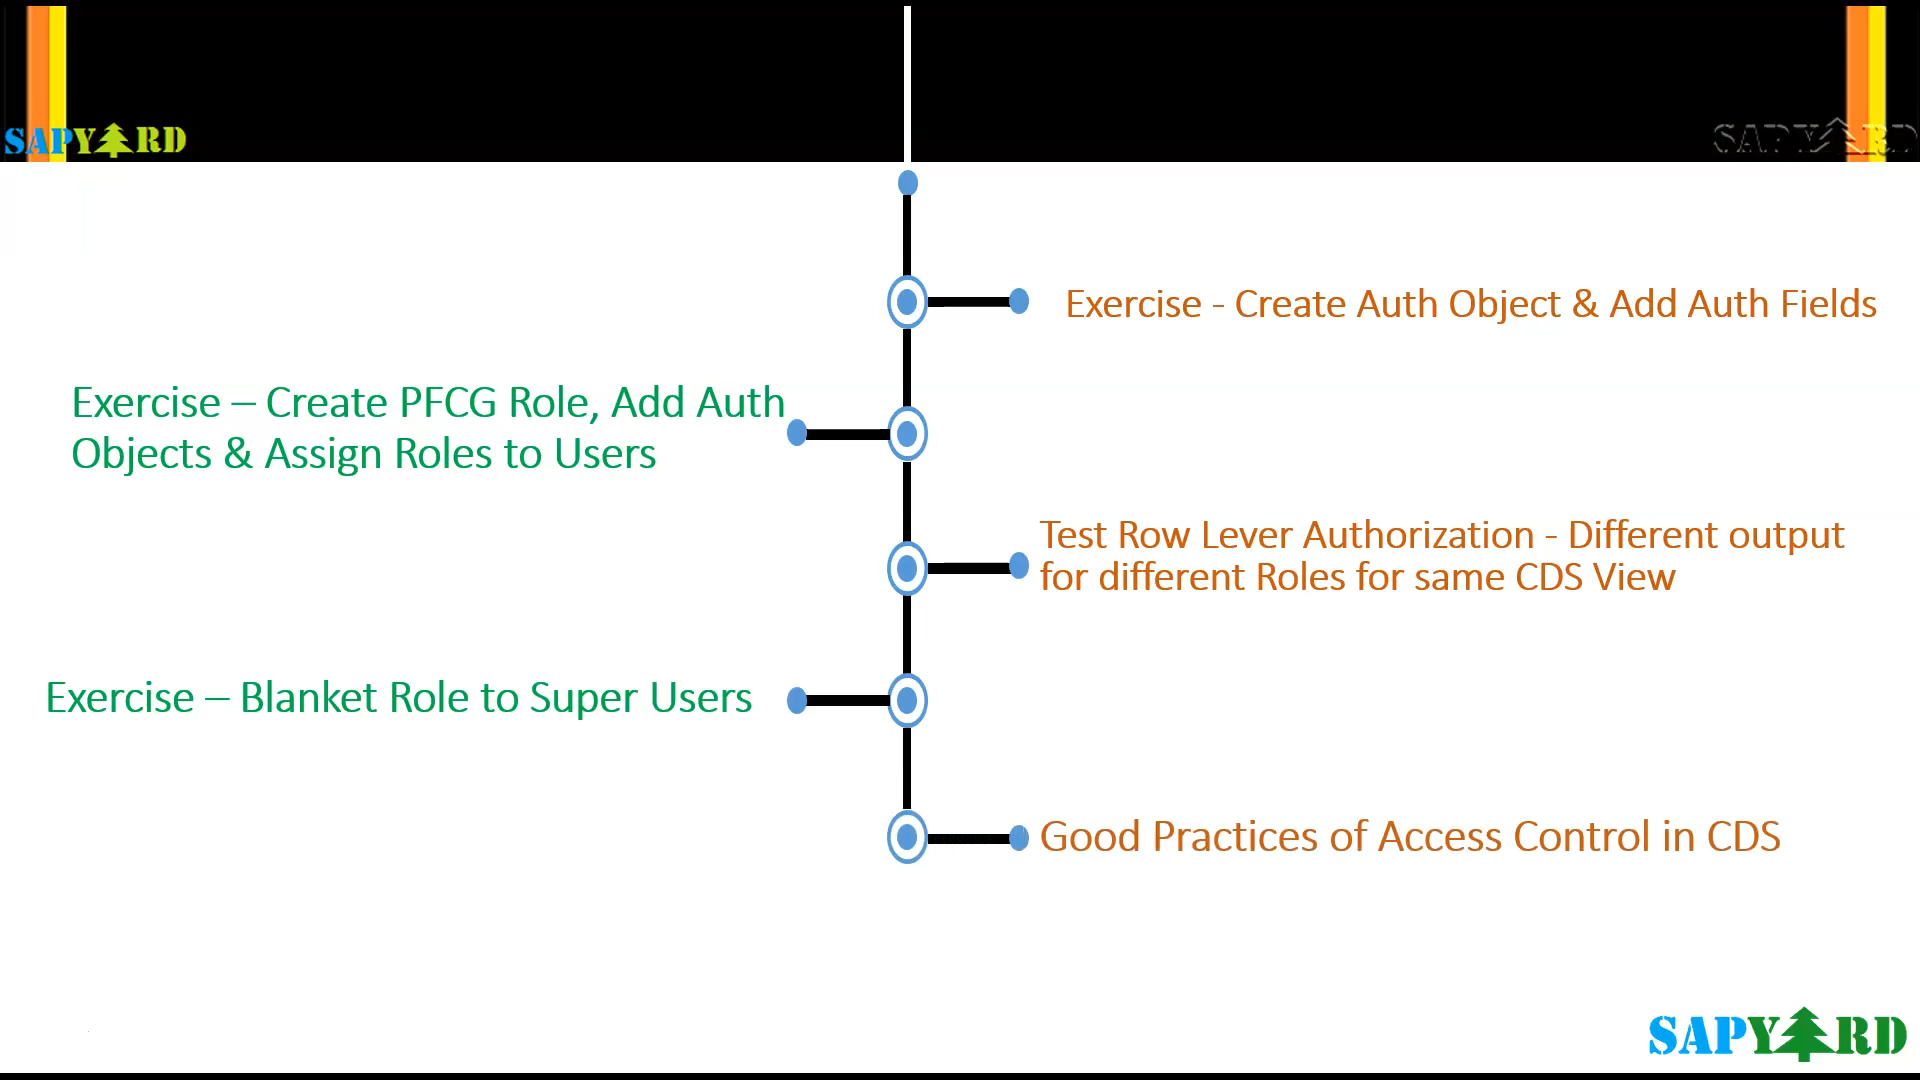 SAPYARD
SAPYARD
Exercise - Create Auth Object & Add Auth Fields
Exercise – Create PFCG Role, Add Auth
Objects & Assign Roles to Users
Test Row Lever Authorization - Different output
for different Roles for same CDS View
Exercise – Blanket Role to Super Users
Good Practices of Access Control in CDS
SAPYARD